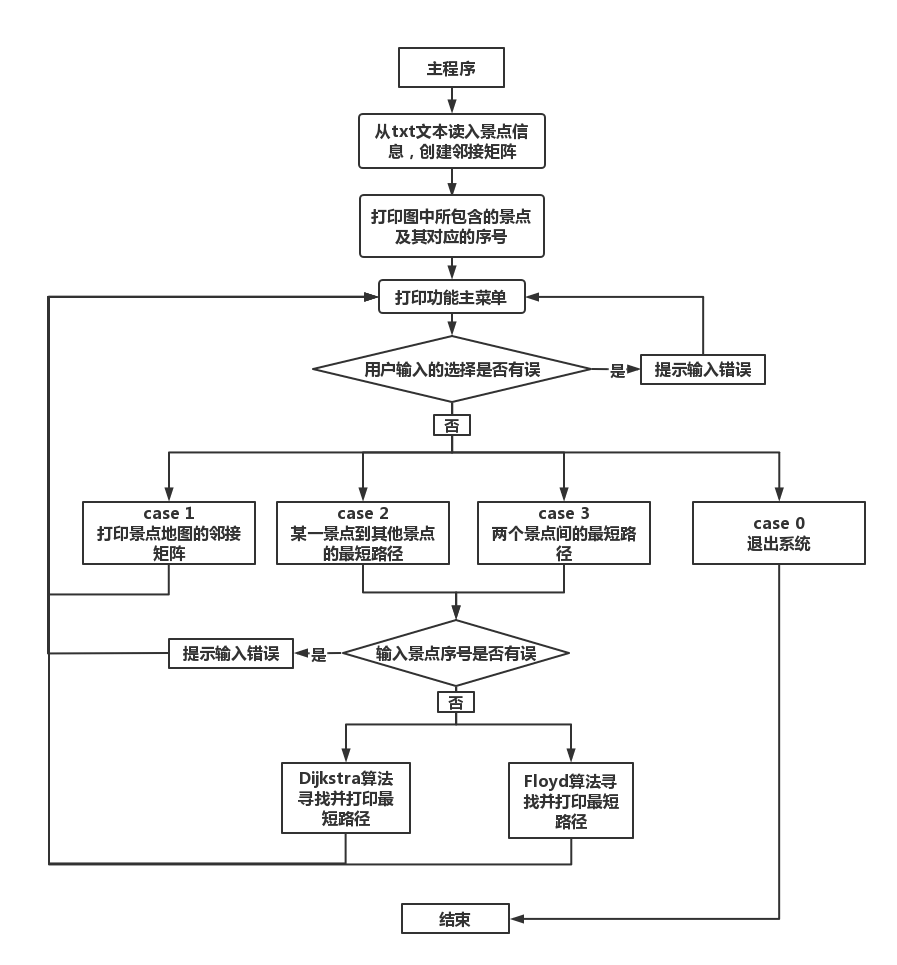 主程序
从txt文本读入景点信
息，创建邻接矩阵
打印图中所包含的景点
及其对应的序号
打印功能主菜单
用户输入的选择是否有误
是
提示输入错误
否
case 1
打印景点地图的邻接
矩阵
case 2
某一景点到其他景点
的最短路径
case 3
两个景点间的最短路
径
case 0
退出系统
提示输入错误
是
输入景点序号是否有误
否
Dijkstra算法
寻找并打印最
短路径
Floyd算法寻
找并打印最短
路径
结束